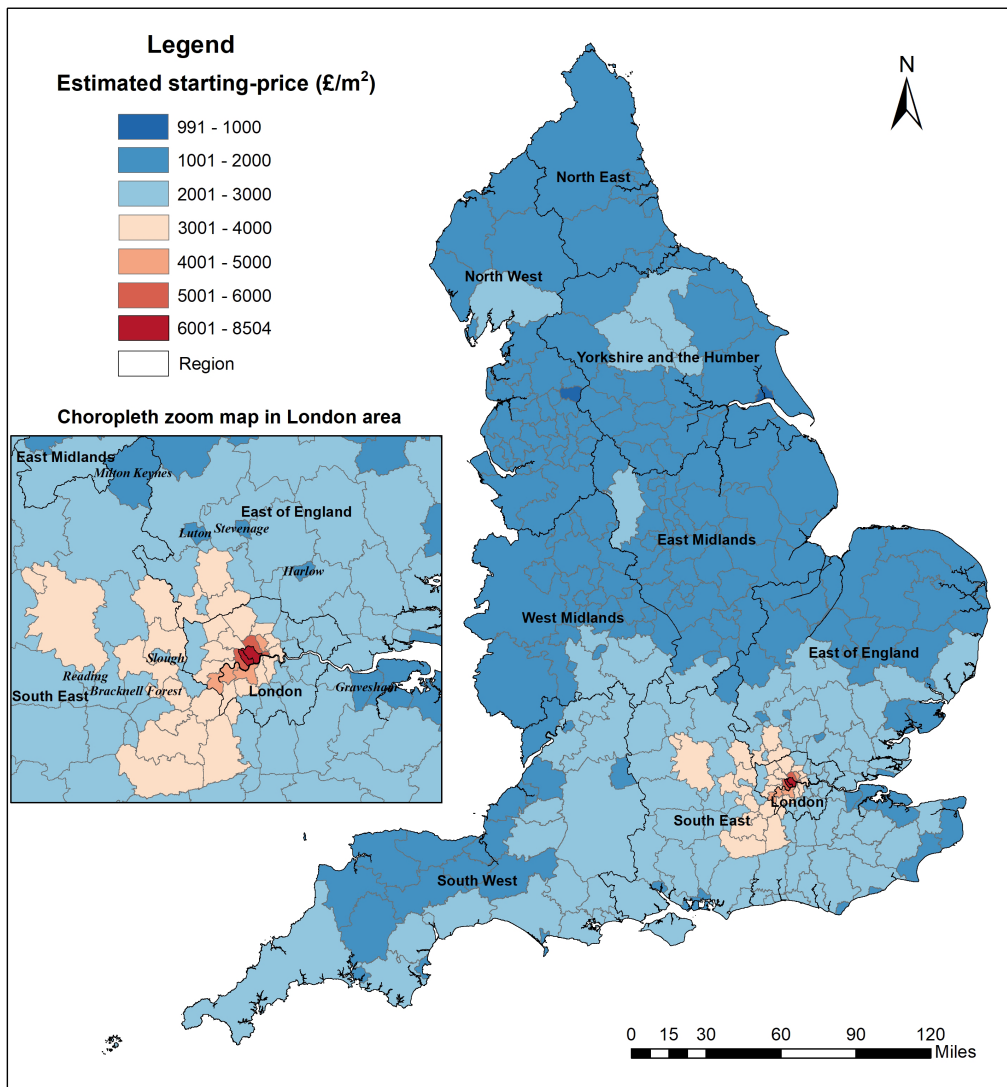 Legend
Estimated starting-price (£/m²)
991 - 1000
1001 - 2000
2001 - 3000
3001 - 4000
4001 - 5000
5001 - 6000
6001 - 8504
Region
N
North East
North West
Yorkshire and the Humber
East Midlands
West Midlands
East of England
London
South East
South West
Choropleth zoom map in London area
East Midlands
Milton Keynes
East of England
Luton
Stevenage
Harlow
Slough
Reading
Bracknell Forest
South East
London
Gravesham
0 15 30 60 90 120
Miles